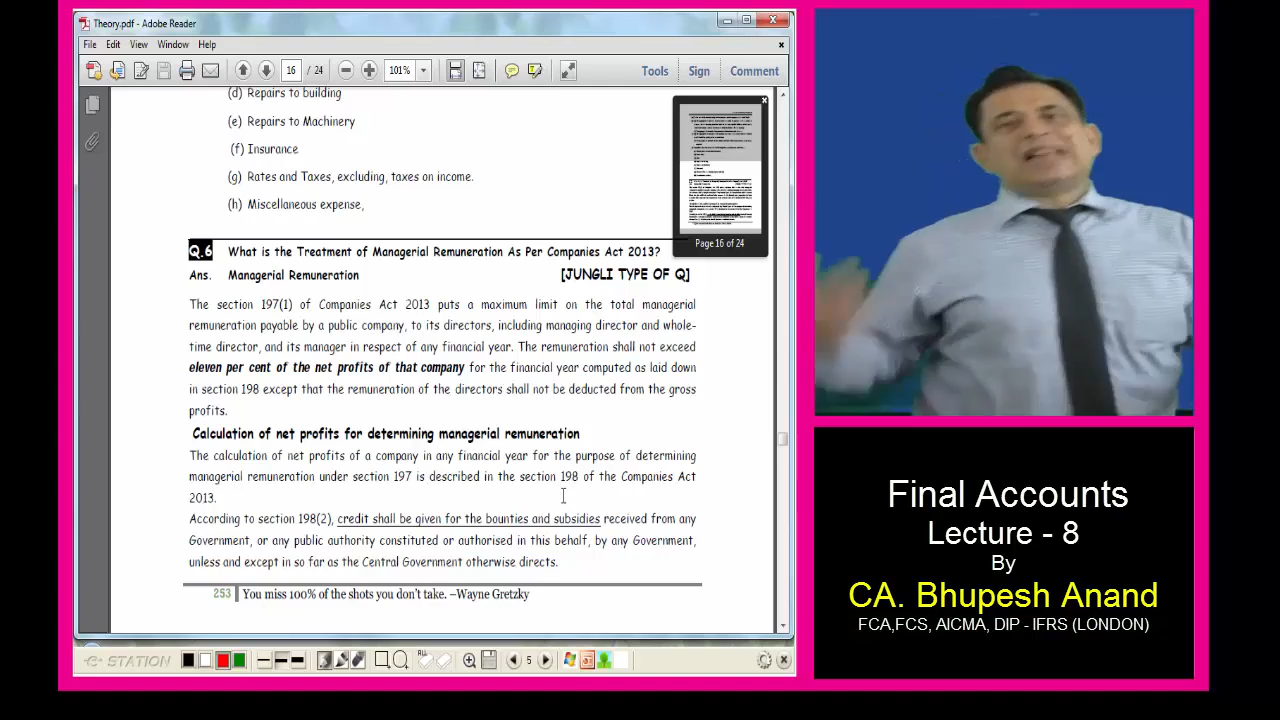 Theory.pdf - Adobe Reader
File Edit View Window Help
16 / 24 101% Tools Sign Comment
(d) Repairs to building
(e) Repairs to Machinery
(f) Insurance
(g) Rates and Taxes, excluding, taxes on income.
(h) Miscellaneous expense,
Page 16 of 24
Q.6 What is the Treatment of Managerial Remuneration As Per Companies Act 2013?
Ans. Managerial Remuneration [JUNGLI TYPE OF Q]
The section 197(1) of Companies Act 2013 puts a maximum limit on the total managerial
remuneration payable by a public company, to its directors, including managing director and whole-
time director, and its manager in respect of any financial year. The remuneration shall not exceed
eleven per cent of the net profits of that company for the financial year computed as laid down
in section 198 except that the remuneration of the directors shall not be deducted from the gross
profits.
Calculation of net profits for determining managerial remuneration
The calculation of net profits of a company in any financial year for the purpose of determining
managerial remuneration under section 197 is described in the section 198 of the Companies Act
2013.
According to section 198(2), credit shall be given for the bounties and subsidies received from any
Government, or any public authority constituted or authorised in this behalf, by any Government,
unless and except in so far as the Central Government otherwise directs.
253 You miss 100% of the shots you don't take. –Wayne Gretzky
e-STATION
5
Final Accounts
Lecture - 8
By
CA. Bhupesh Anand
FCA,FCS, AICMA, DIP - IFRS (LONDON)